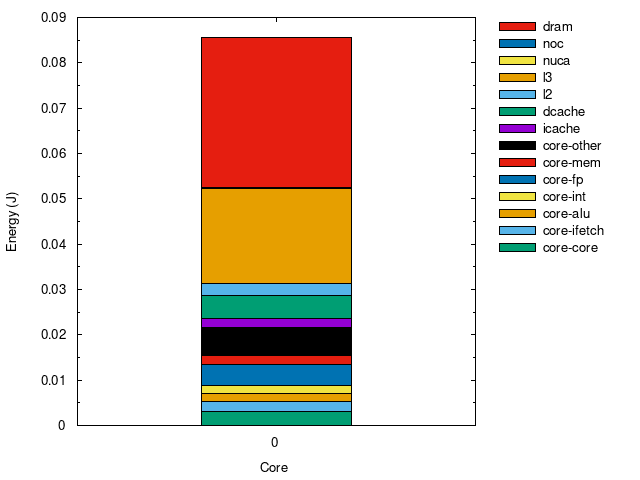 0.09
0.08
0.07
0.06
0.05
0.04
0.03
0.02
0.01
0
Energy (J)
0
Core
dram
noc
nuca
l3
l2
dcache
icache
core-other
core-mem
core-fp
core-int
core-alu
core-ifetch
core-core